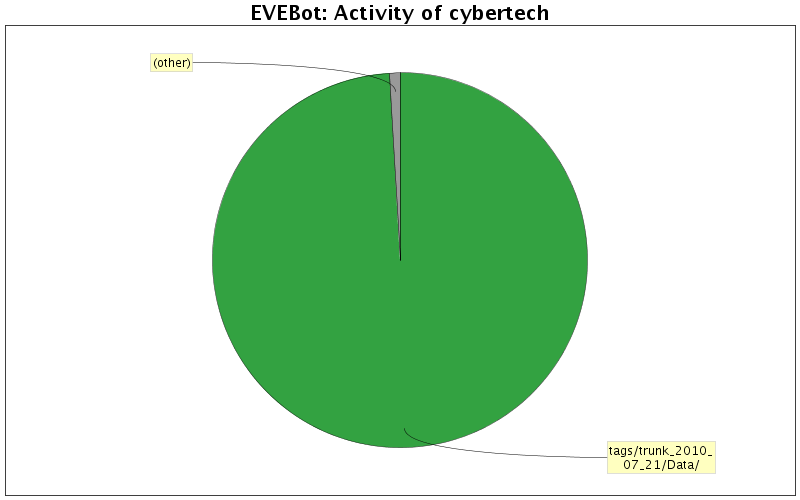 EVEBot: Activity of cybertech
(other)
tags/trunk_2010_
07_21/Data/